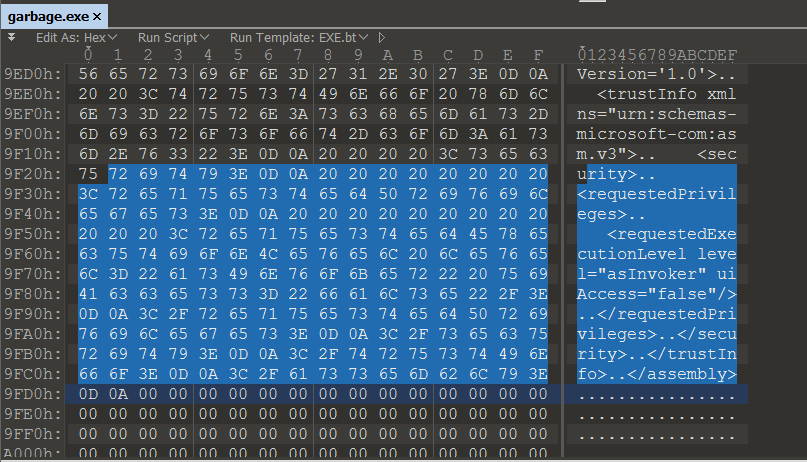 garbage.exe ×
Edit As: Hex Run Script Run Template: EXE.bt
0 1 2 3 4 5 6 7 8 9 A B C D E F 0123456789ABCDEF
9ED0h: 56 65 72 73 69 6F 6E 3D 27 31 2E 30 27 3E 0D 0A Version='1.0'>..
9EE0h: 20 20 3C 74 72 75 73 74 49 6E 66 6F 20 78 6D 6C   <trustInfo xml
9EF0h: 6E 73 3D 22 75 72 6E 3A 73 63 68 65 6D 61 73 2D ns="urn:schemas-
9F00h: 6D 69 63 72 6F 73 6F 66 74 2D 63 6F 6D 3A 61 73 microsoft-com:as
9F10h: 6D 2E 76 33 22 3E 0D 0A 20 20 20 20 3C 73 65 63 m.v3">..    <sec
9F20h: 75 72 69 74 79 3E 0D 0A 20 20 20 20 20 20 20 20 urity>..
9F30h: 3C 72 65 71 75 65 73 74 65 64 50 72 69 76 69 6C <requestedPrivil
9F40h: 65 67 65 73 3E 0D 0A 20 20 20 20 20 20 20 20 20 eges>..
9F50h: 20 20 20 3C 72 65 71 75 65 73 74 65 64 45 78 65    <requestedExe
9F60h: 63 75 74 69 6F 6E 4C 65 76 65 6C 20 6C 65 76 65 cutionLevel leve
9F70h: 6C 3D 22 61 73 49 6E 76 6F 6B 65 72 22 20 75 69 l="asInvoker" ui
9F80h: 41 63 63 65 73 73 3D 22 66 61 6C 73 65 22 2F 3E Access="false"/>
9F90h: 0D 0A 3C 2F 72 65 71 75 65 73 74 65 64 50 72 69 ..</requestedPri
9FA0h: 76 69 6C 65 67 65 73 3E 0D 0A 3C 2F 73 65 63 75 vileges>..</secu
9FB0h: 72 69 74 79 3E 0D 0A 3C 2F 74 72 75 73 74 49 6E rity>..</trustIn
9FC0h: 66 6F 3E 0D 0A 3C 2F 61 73 73 65 6D 62 6C 79 3E fo>..</assembly>
9FD0h: 0D 0A 00 00 00 00 00 00 00 00 00 00 00 00 00 00 ................
9FE0h: 00 00 00 00 00 00 00 00 00 00 00 00 00 00 00 00 ................
9FF0h: 00 00 00 00 00 00 00 00 00 00 00 00 00 00 00 00 ................
A000h: 00 00 00 00 00 00 00 00 00 00 00 00 00 00 00 00